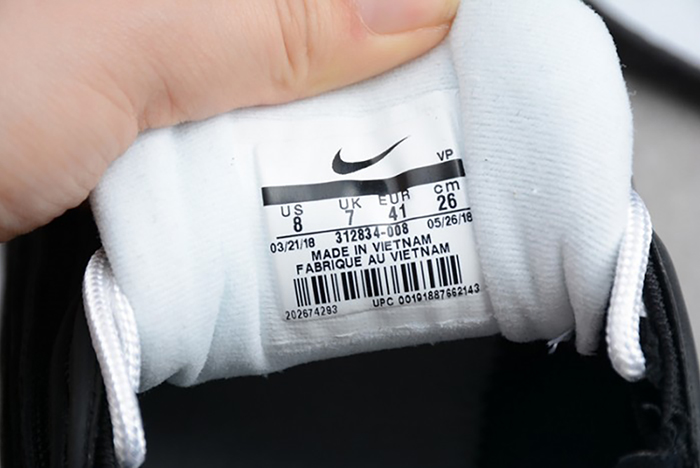 VP
US UK EUR cm
8 7 41 26
03/21/18 312834-008 05/26/18
MADE IN VIETNAM
FABRIQUE AU VIETNAM
202674293 UPC 00191887662143